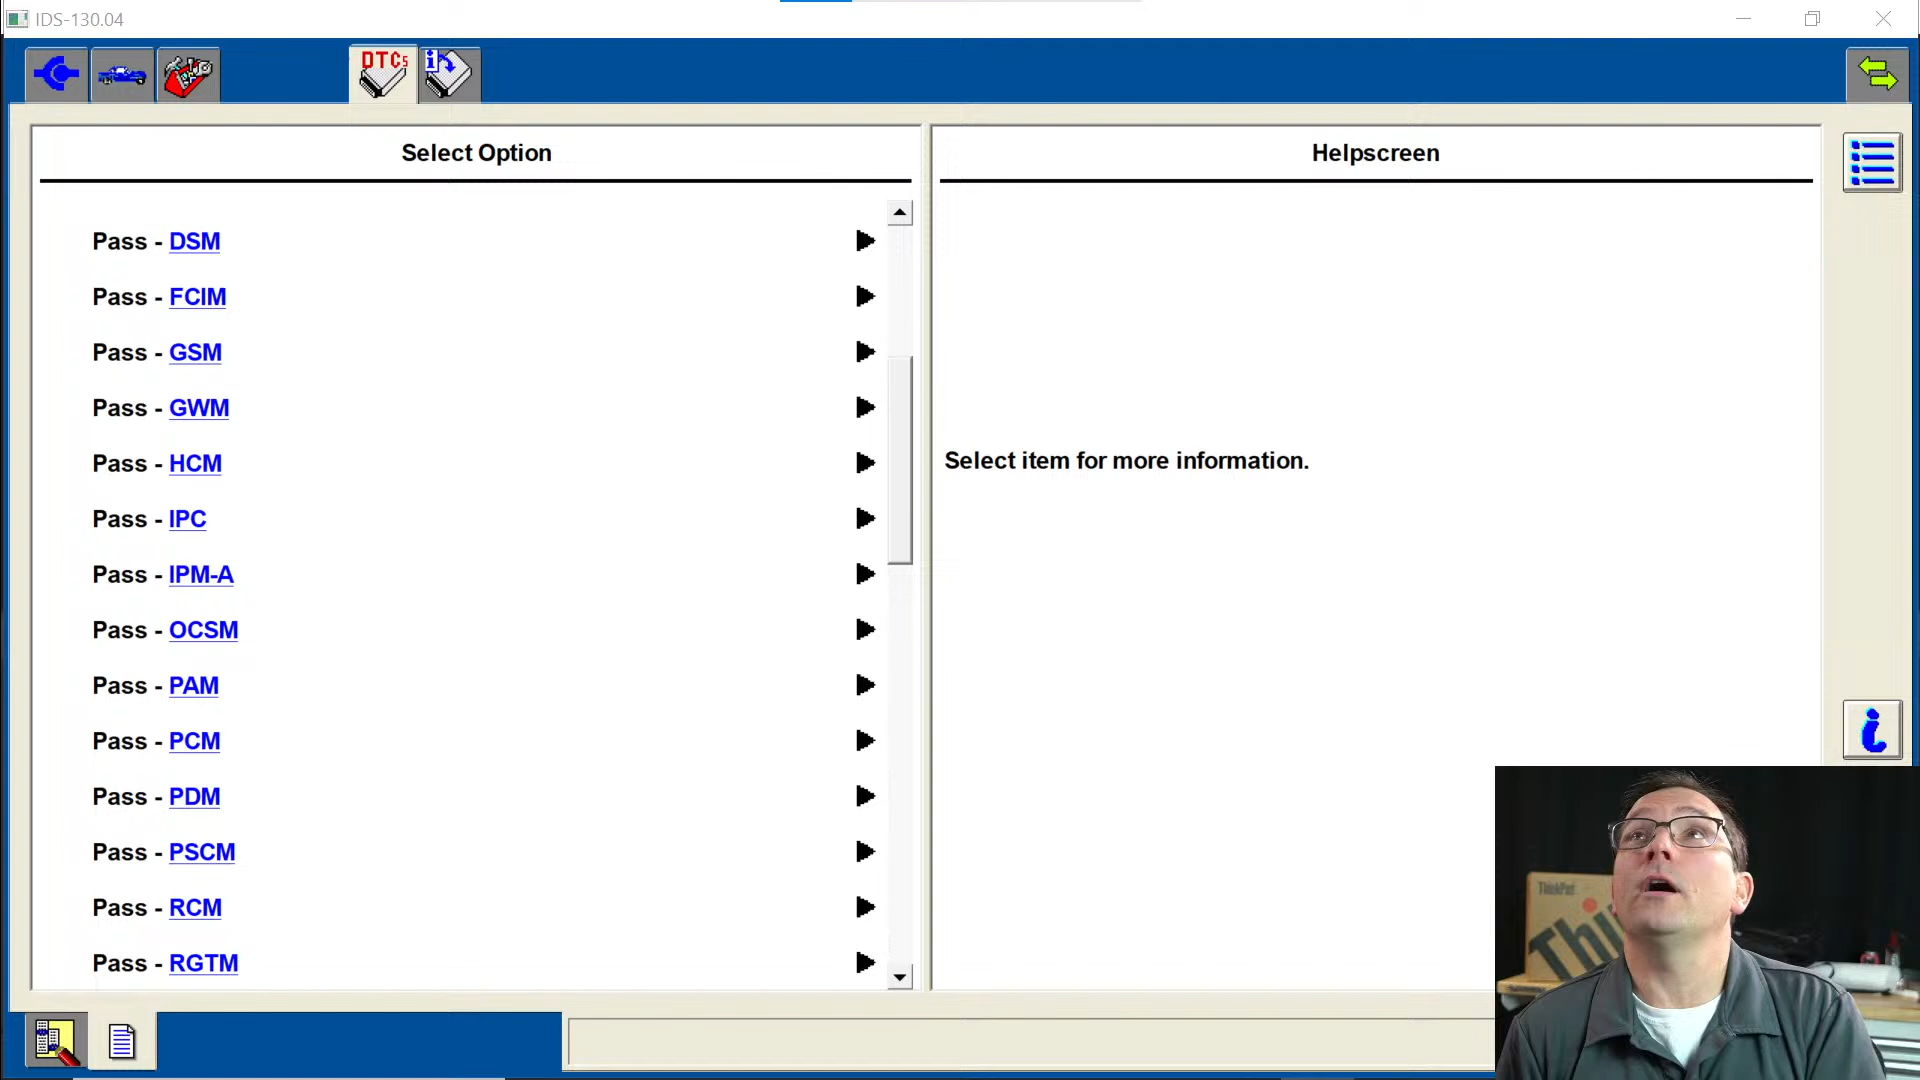 IDS-130.04
DTCs
i
Select Option
Helpscreen
Pass - DSM
Pass - FCIM
Pass - GSM
Pass - GWM
Pass - HCM
Pass - IPC
Pass - IPM-A
Pass - OCSM
Pass - PAM
Pass - PCM
Pass - PDM
Pass - PSCM
Pass - RCM
Pass - RGTM
Select item for more information.
i
ThinkPad
Thi